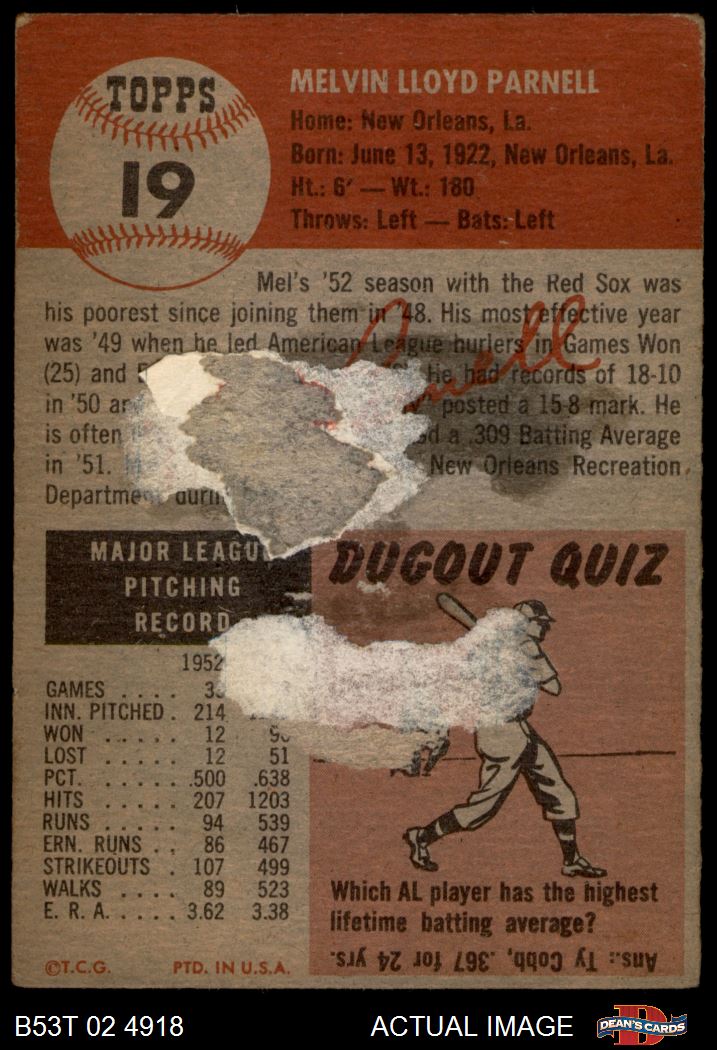 TOPPS
19
MELVIN LLOYD PARNELL
Home: New Orleans, La.
Born: June 13, 1922, New Orleans, La.
Ht.: 6' — Wt.: 180
Throws: Left — Bats: Left
Mel's '52 season with the Red Sox was
his poorest since joining them in '48. His most effective year
was '49 when he led American League hurlers in Games Won
(25) and He had records of 18-10
in '50 posted a 15-8 mark. He
is often a .309 Batting Average
in '51. New Orleans Recreation
Department
MAJOR LEAGUE
PITCHING
RECORD
DUGOUT QUIZ
1952
GAMES . . . .
INN. PITCHED . 214
WON . . . . . 12
LOST . . . . . 12 51
PCT. . . . . . .500 .638
HITS . . . . . 207 1203
RUNS . . . . . 94 539
ERN. RUNS . . 86 467
STRIKEOUTS . 107 499
WALKS . . . . 89 523
E. R. A. . . . . 3.62 3.38
Which AL player has the highest
lifetime batting average?
Ans.: Ty Cobb, .367 for 24 yrs.
©T.C.G. PTD. IN U.S.A.
B53T 02 4918 ACTUAL IMAGE DEAN'S CARDS